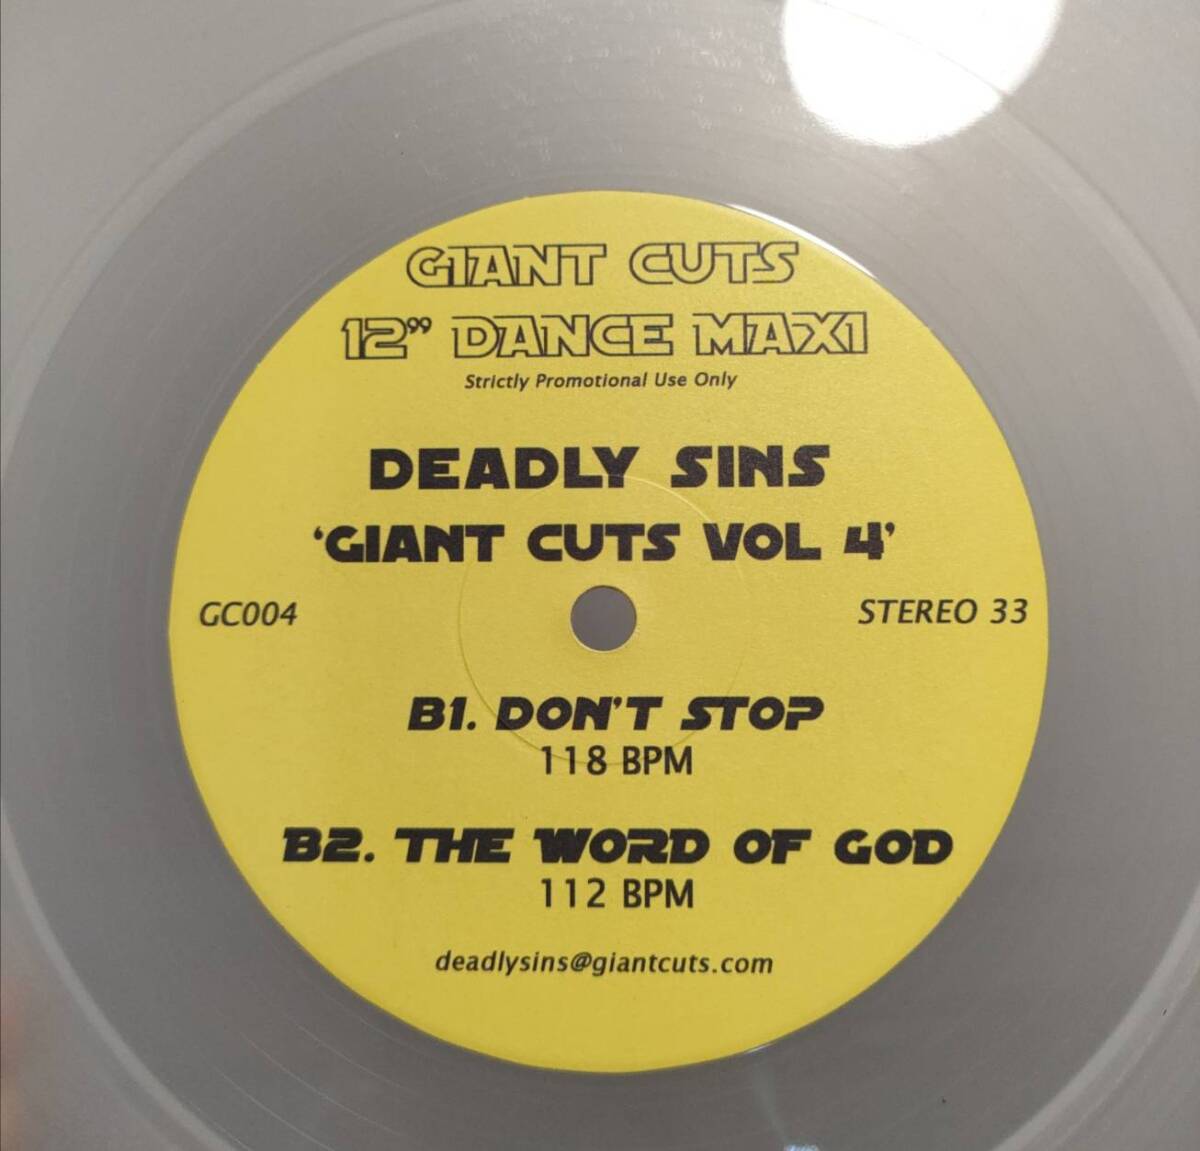 GIANT CUTS
12" DANCE MAXI
Strictly Promotional Use Only
DEADLY SINS
'GIANT CUTS VOL 4'
GC004
STEREO 33
B1. DON'T STOP
118 BPM
B2. THE WORD OF GOD
112 BPM
deadlysins@giantcuts.com